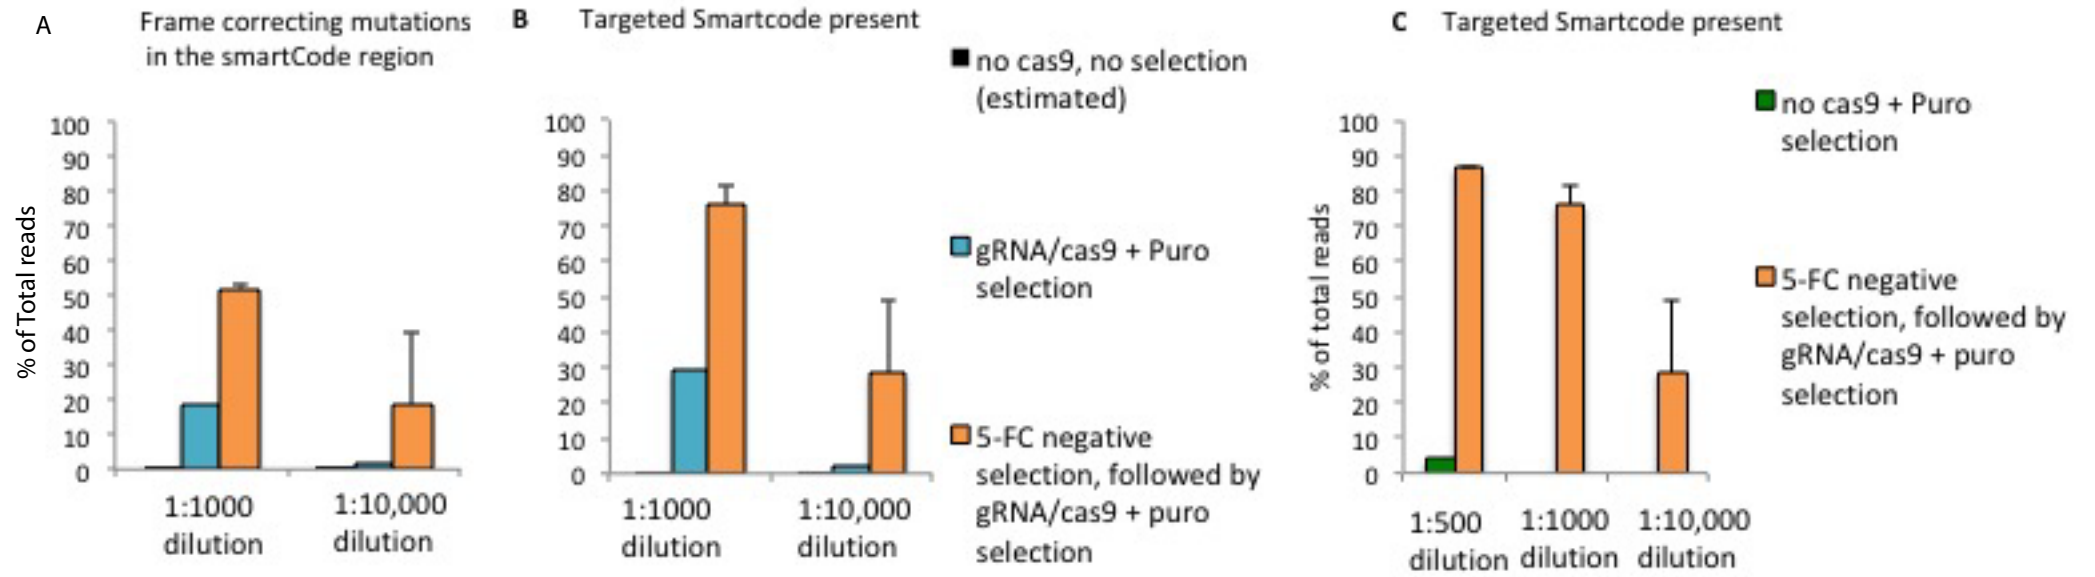 A
Frame correcting mutations
in the smartCode region
% of Total reads
100
90
80
70
60
50
40
30
20
10
0
1:1000
dilution
1:10,000
dilution
B
Targeted Smartcode present
100
90
80
70
60
50
40
30
20
10
0
1:1000
dilution
1:10,000
dilution
no cas9, no selection
(estimated)
gRNA/cas9 + Puro
selection
5-FC negative
selection, followed by
gRNA/cas9 + puro
selection
C
Targeted Smartcode present
% of total reads
100
90
80
70
60
50
40
30
20
10
0
1:500
dilution
1:1000
dilution
1:10,000
dilution
no cas9 + Puro
selection
5-FC negative
selection, followed by
gRNA/cas9 + puro
selection